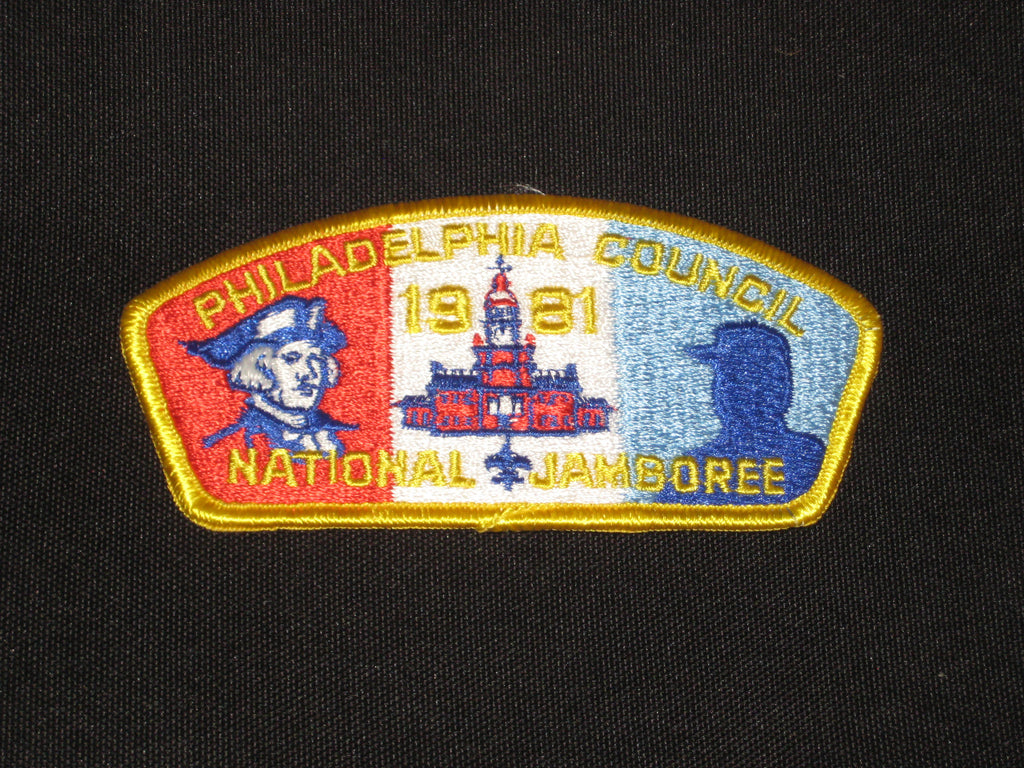 PHILADELPHIA COUNCIL
19 81
NATIONAL JAMBOREE